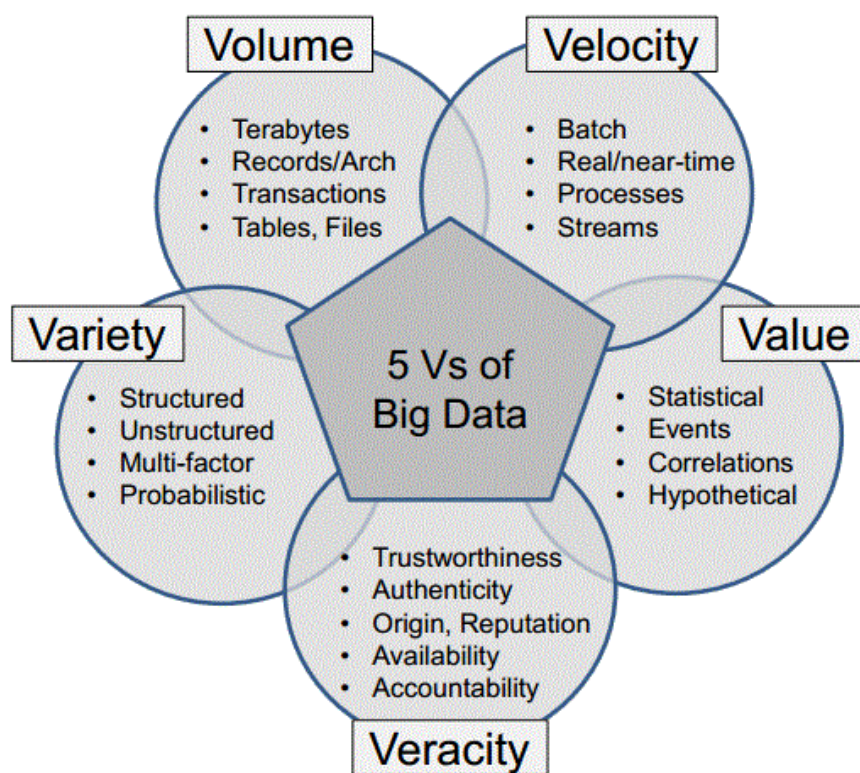 Volume
• Terabytes
• Records/Arch
• Transactions
• Tables, Files
Velocity
• Batch
• Real/near-time
• Processes
• Streams
Variety
• Structured
• Unstructured
• Multi-factor
• Probabilistic
5 Vs of
Big Data
Value
• Statistical
• Events
• Correlations
• Hypothetical
• Trustworthiness
• Authenticity
• Origin, Reputation
• Availability
• Accountability
Veracity